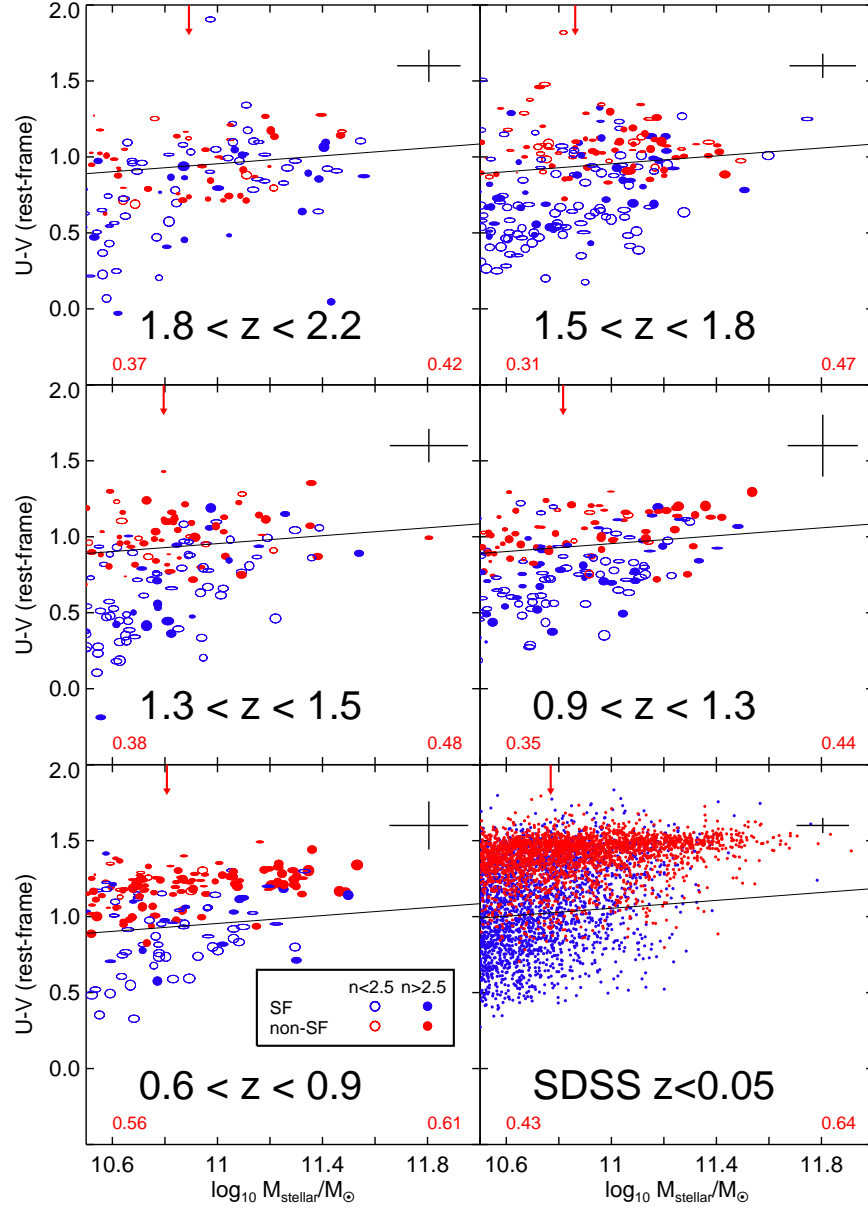 2.0
1.5
1.0
0.5
0.0
U-V (rest-frame)
1.8 < z < 2.2
0.37
0.42
1.5 < z < 1.8
0.31
0.47
2.0
1.5
1.0
0.5
0.0
U-V (rest-frame)
1.3 < z < 1.5
0.38
0.48
0.9 < z < 1.3
0.35
0.44
2.0
1.5
1.0
0.5
0.0
U-V (rest-frame)
n<2.5 n>2.5
SF
non-SF
0.6 < z < 0.9
0.56
0.61
SDSS z<0.05
0.43
0.64
10.6 11 11.4 11.8
log₁₀ M_stellar/M_⊙
10.6 11 11.4 11.8
log₁₀ M_stellar/M_⊙